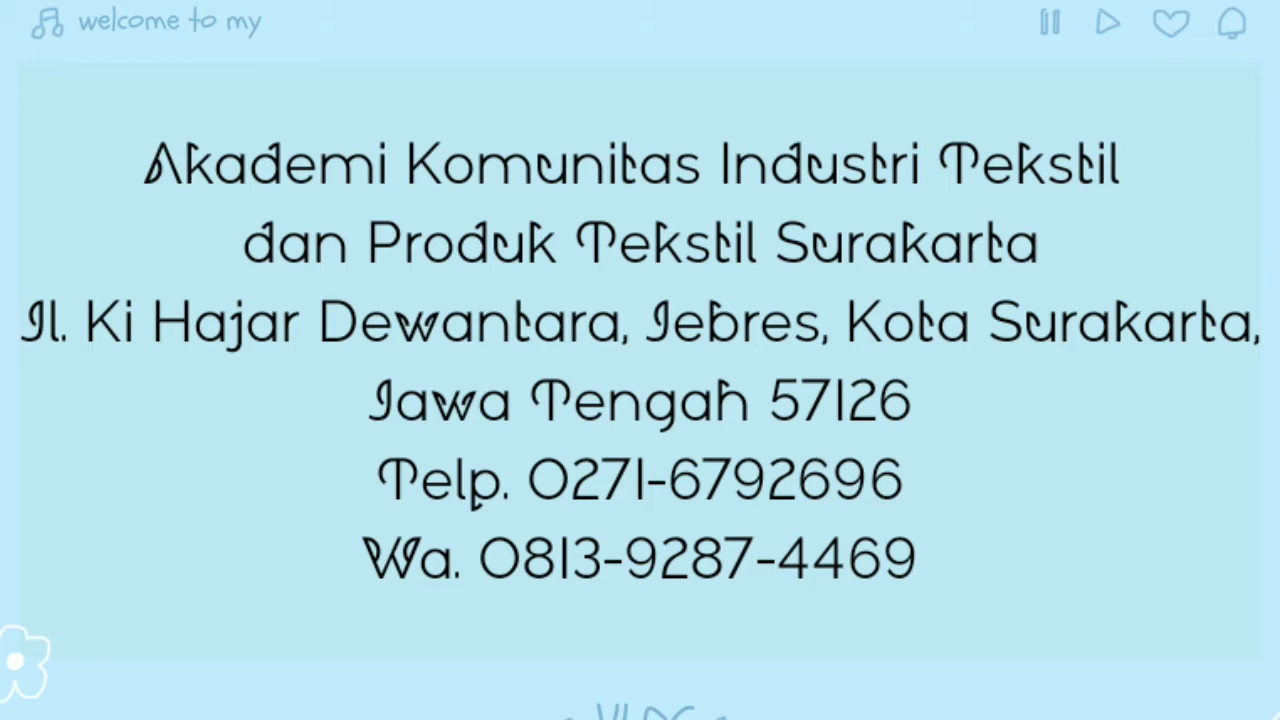 welcome to my
Akademi Komunitas Industri Tekstil
dan Produk Tekstil Surakarta
Jl. Ki Hajar Dewantara, Jebres, Kota Surakarta,
Jawa Tengah 57126
Telp. 0271-6792696
Wa. 0813-9287-4469
VLOG